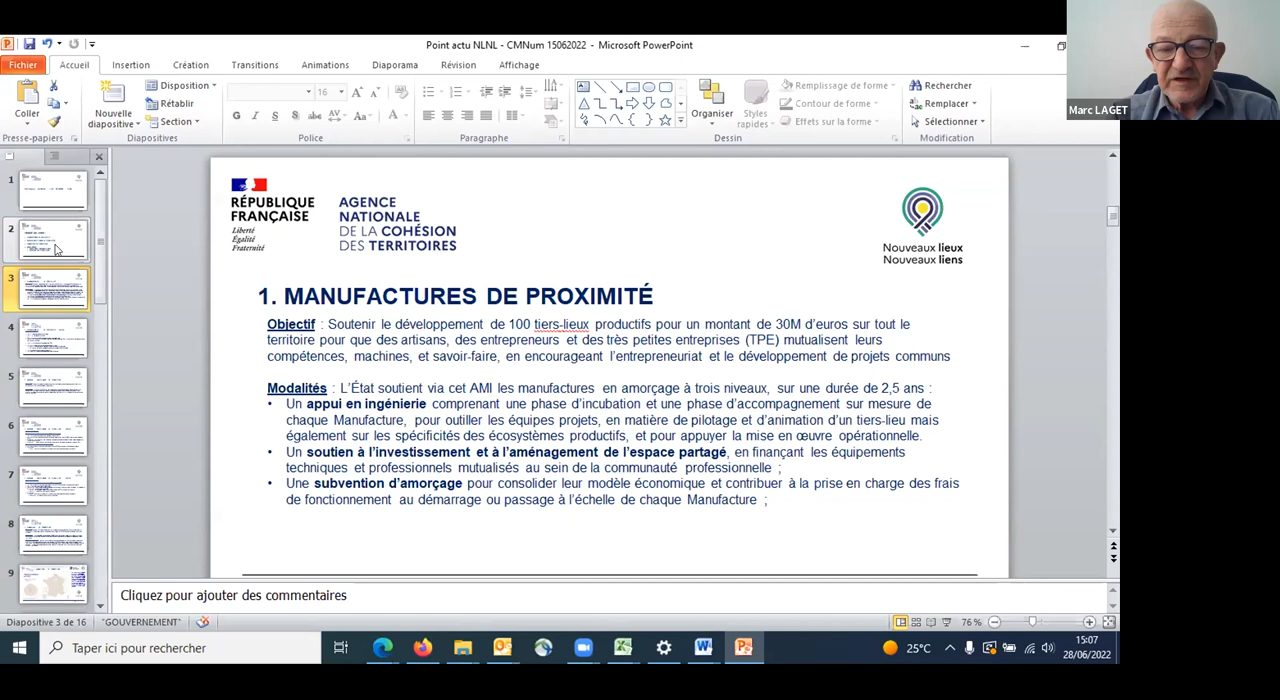 Point actu NLNL - CMNum 15062022 - Microsoft PowerPoint
Fichier
Accueil
Insertion
Création
Transitions
Animations
Diaporama
Révision
Affichage
Coller
Nouvelle
diapositive
Disposition
Rétablir
Section
16
Organiser
Styles
rapides
Remplissage de forme
Contour de forme
Effets sur la forme
Rechercher
Remplacer
Sélectionner
Presse-papiers
Diapositives
Police
Paragraphe
Dessin
Modification
Marc LAGET
1
2
3
4
5
6
7
8
9
RÉPUBLIQUE
FRANÇAISE
Liberté
Égalité
Fraternité
AGENCE
NATIONALE
DE LA COHÉSION
DES TERRITOIRES
Nouveaux lieux
Nouveaux liens
1. MANUFACTURES DE PROXIMITÉ
Objectif : Soutenir le développement de 100 tiers-lieux productifs pour un montant de 30M d’euros sur tout le
territoire pour que des artisans, des entrepreneurs et des très petites entreprises (TPE) mutualisent leurs
compétences, machines, et savoir-faire, en encourageant l’entrepreneuriat et le développement de projets communs
Modalités : L’État soutient via cet AMI les manufactures en amorçage à trois niveaux, sur une durée de 2,5 ans :
• Un appui en ingénierie comprenant une phase d’incubation et une phase d’accompagnement sur mesure de
chaque Manufacture, pour outiller les équipes projets, en matière de pilotage et d’animation d’un tiers-lieu mais
également sur les spécificités des écosystèmes productifs, et pour appuyer la mise en œuvre opérationnelle.
• Un soutien à l’investissement et à l’aménagement de l’espace partagé, en finançant les équipements
techniques et professionnels mutualisés au sein de la communauté professionnelle ;
• Une subvention d’amorçage pour consolider leur modèle économique et contribuer à la prise en charge des frais
de fonctionnement au démarrage ou passage à l’échelle de chaque Manufacture ;
Cliquez pour ajouter des commentaires
Diapositive 3 de 16
"GOUVERNEMENT"
76 %
Taper ici pour rechercher
25°C
15:07
28/06/2022